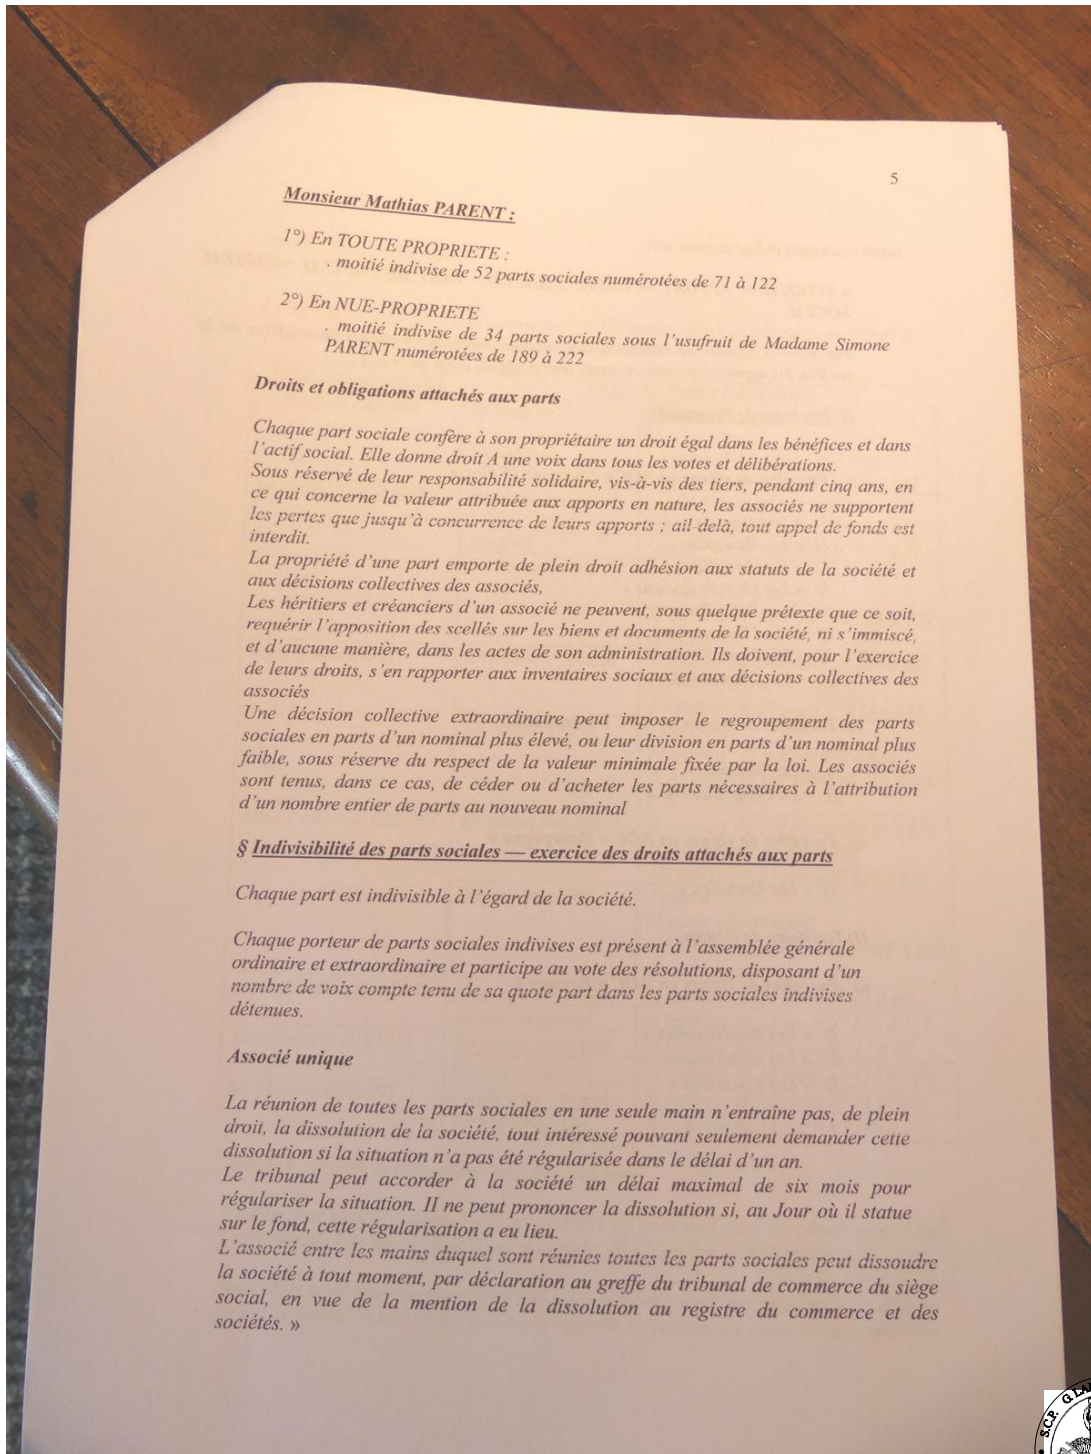 5
Monsieur Mathias PARENT :
1°) En TOUTE PROPRIETE :
. moitié indivise de 52 parts sociales numérotées de 71 à 122
2°) En NUE-PROPRIETE
. moitié indivise de 34 parts sociales sous l'usufruit de Madame Simone
PARENT numérotées de 189 à 222
Droits et obligations attachés aux parts
Chaque part sociale confère à son propriétaire un droit égal dans les bénéfices et dans
l'actif social. Elle donne droit A une voix dans tous les votes et délibérations.
Sous réservé de leur responsabilité solidaire, vis-à-vis des tiers, pendant cinq ans, en
ce qui concerne la valeur attribuée aux apports en nature, les associés ne supportent
les pertes que jusqu'à concurrence de leurs apports ; ail-delà, tout appel de fonds est
interdit.
La propriété d'une part emporte de plein droit adhésion aux statuts de la société et
aux décisions collectives des associés,
Les héritiers et créanciers d'un associé ne peuvent, sous quelque prétexte que ce soit,
requérir l'apposition des scellés sur les biens et documents de la société, ni s'immiscé,
et d'aucune manière, dans les actes de son administration. Ils doivent, pour l'exercice
de leurs droits, s'en rapporter aux inventaires sociaux et aux décisions collectives des
associés
Une décision collective extraordinaire peut imposer le regroupement des parts
sociales en parts d'un nominal plus élevé, ou leur division en parts d'un nominal plus
faible, sous réserve du respect de la valeur minimale fixée par la loi. Les associés
sont tenus, dans ce cas, de céder ou d'acheter les parts nécessaires à l'attribution
d'un nombre entier de parts au nouveau nominal
§ Indivisibilité des parts sociales — exercice des droits attachés aux parts
Chaque part est indivisible à l'égard de la société.
Chaque porteur de parts sociales indivises est présent à l'assemblée générale
ordinaire et extraordinaire et participe au vote des résolutions, disposant d'un
nombre de voix compte tenu de sa quote part dans les parts sociales indivises
détenues.
Associé unique
La réunion de toutes les parts sociales en une seule main n'entraîne pas, de plein
droit, la dissolution de la société, tout intéressé pouvant seulement demander cette
dissolution si la situation n'a pas été régularisée dans le délai d'un an.
Le tribunal peut accorder à la société un délai maximal de six mois pour
régulariser la situation. II ne peut prononcer la dissolution si, au Jour où il statue
sur le fond, cette régularisation a eu lieu.
L'associé entre les mains duquel sont réunies toutes les parts sociales peut dissoudre
la société à tout moment, par déclaration au greffe du tribunal de commerce du siège
social, en vue de la mention de la dissolution au registre du commerce et des
sociétés. »
S.C.P.